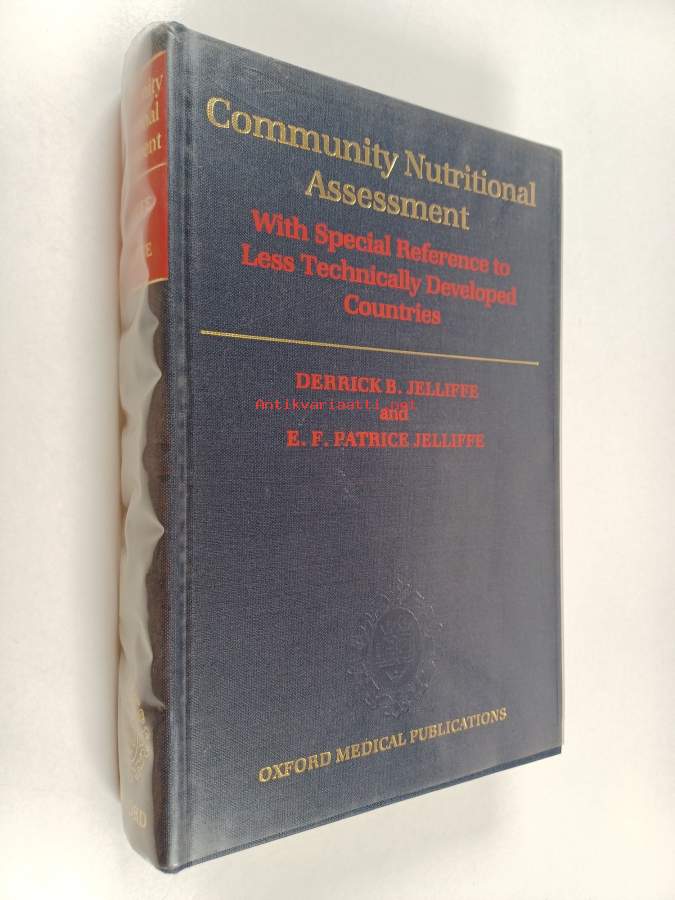 Community Nutritional
Assessment
With Special Reference to
Less Technically Developed
Countries
DERRICK B. JELLIFFE
Antikvariaatti.net
and
E. F. PATRICE JELLIFFE
OXFORD MEDICAL PUBLICATIONS